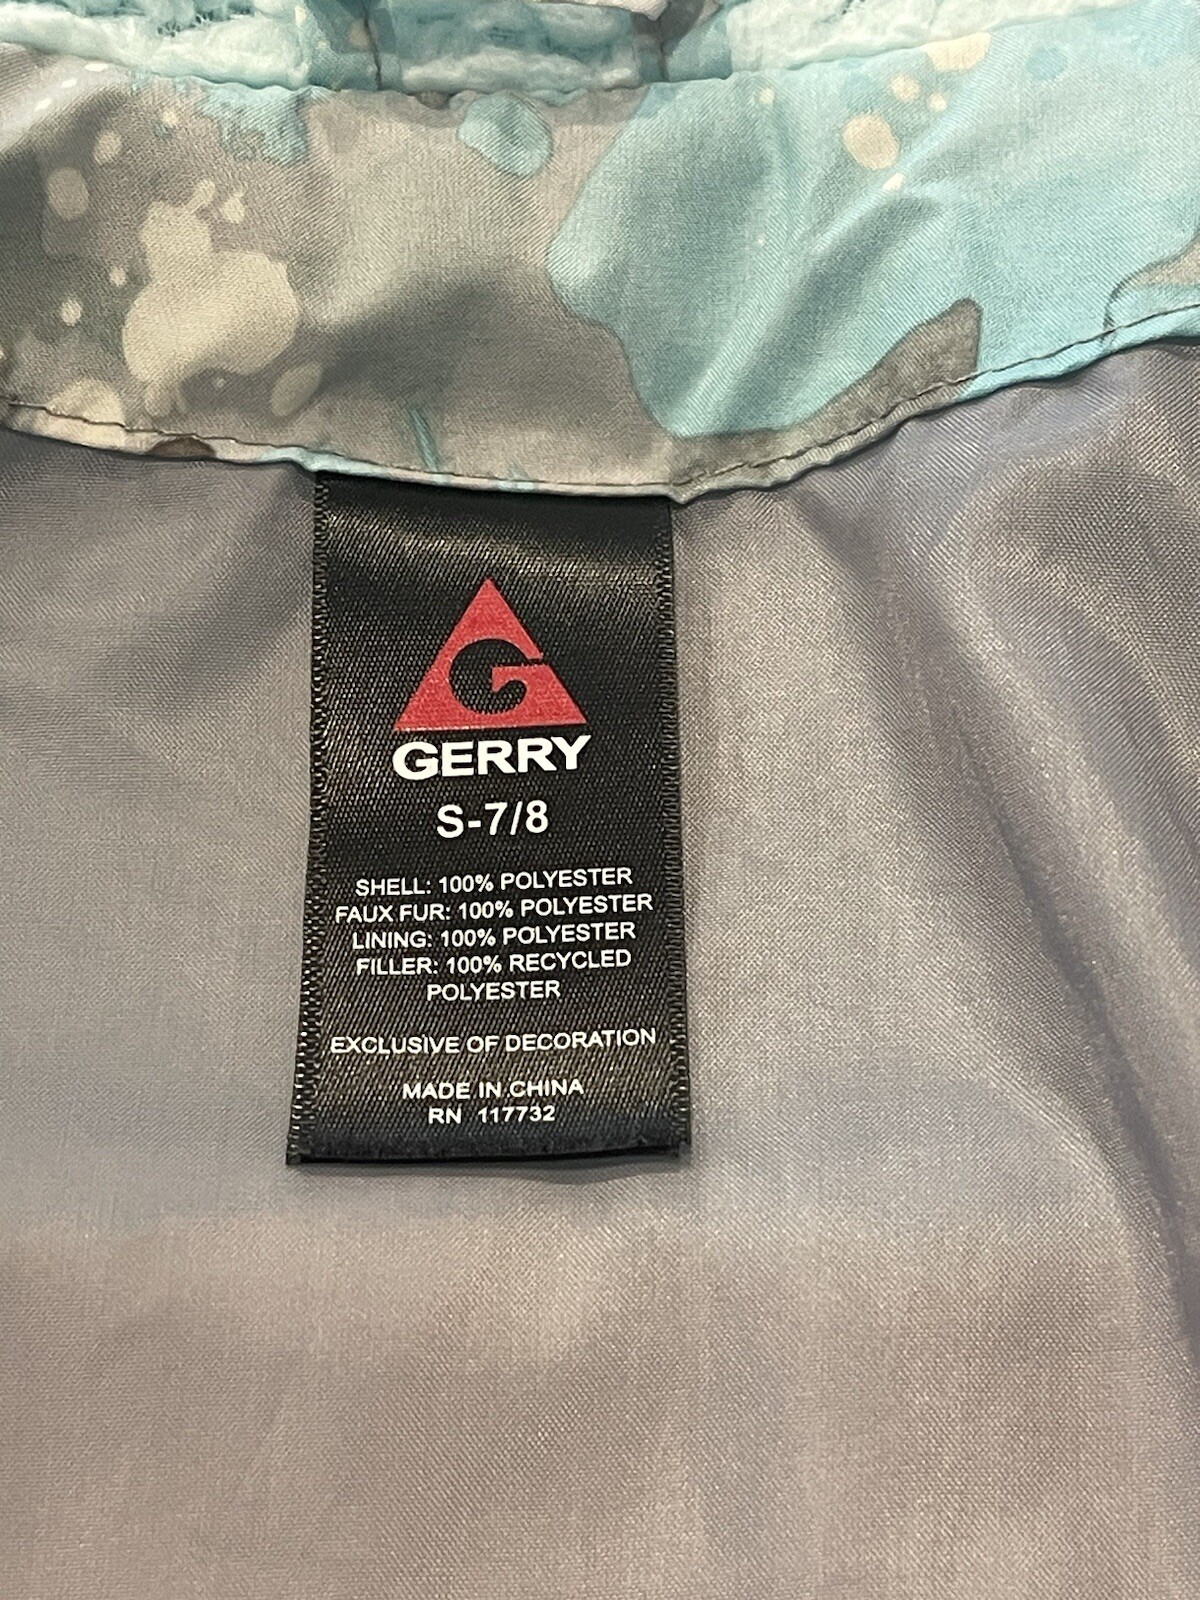 G
GERRY
S-7/8
SHELL: 100% POLYESTER
FAUX FUR: 100% POLYESTER
LINING: 100% POLYESTER
FILLER: 100% RECYCLED
POLYESTER
EXCLUSIVE OF DECORATION
MADE IN CHINA
RN 117732